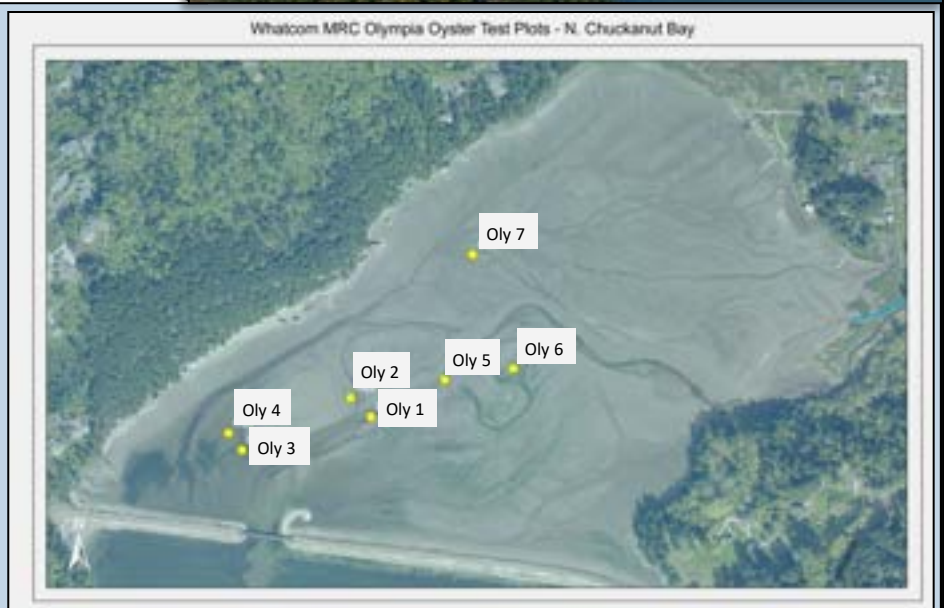 Whatcom MRC Olympia Oyster Test Plots - N. Chuckanut Bay
Oly 7
Oly 6
Oly 5
Oly 2
Oly 1
Oly 4
Oly 3